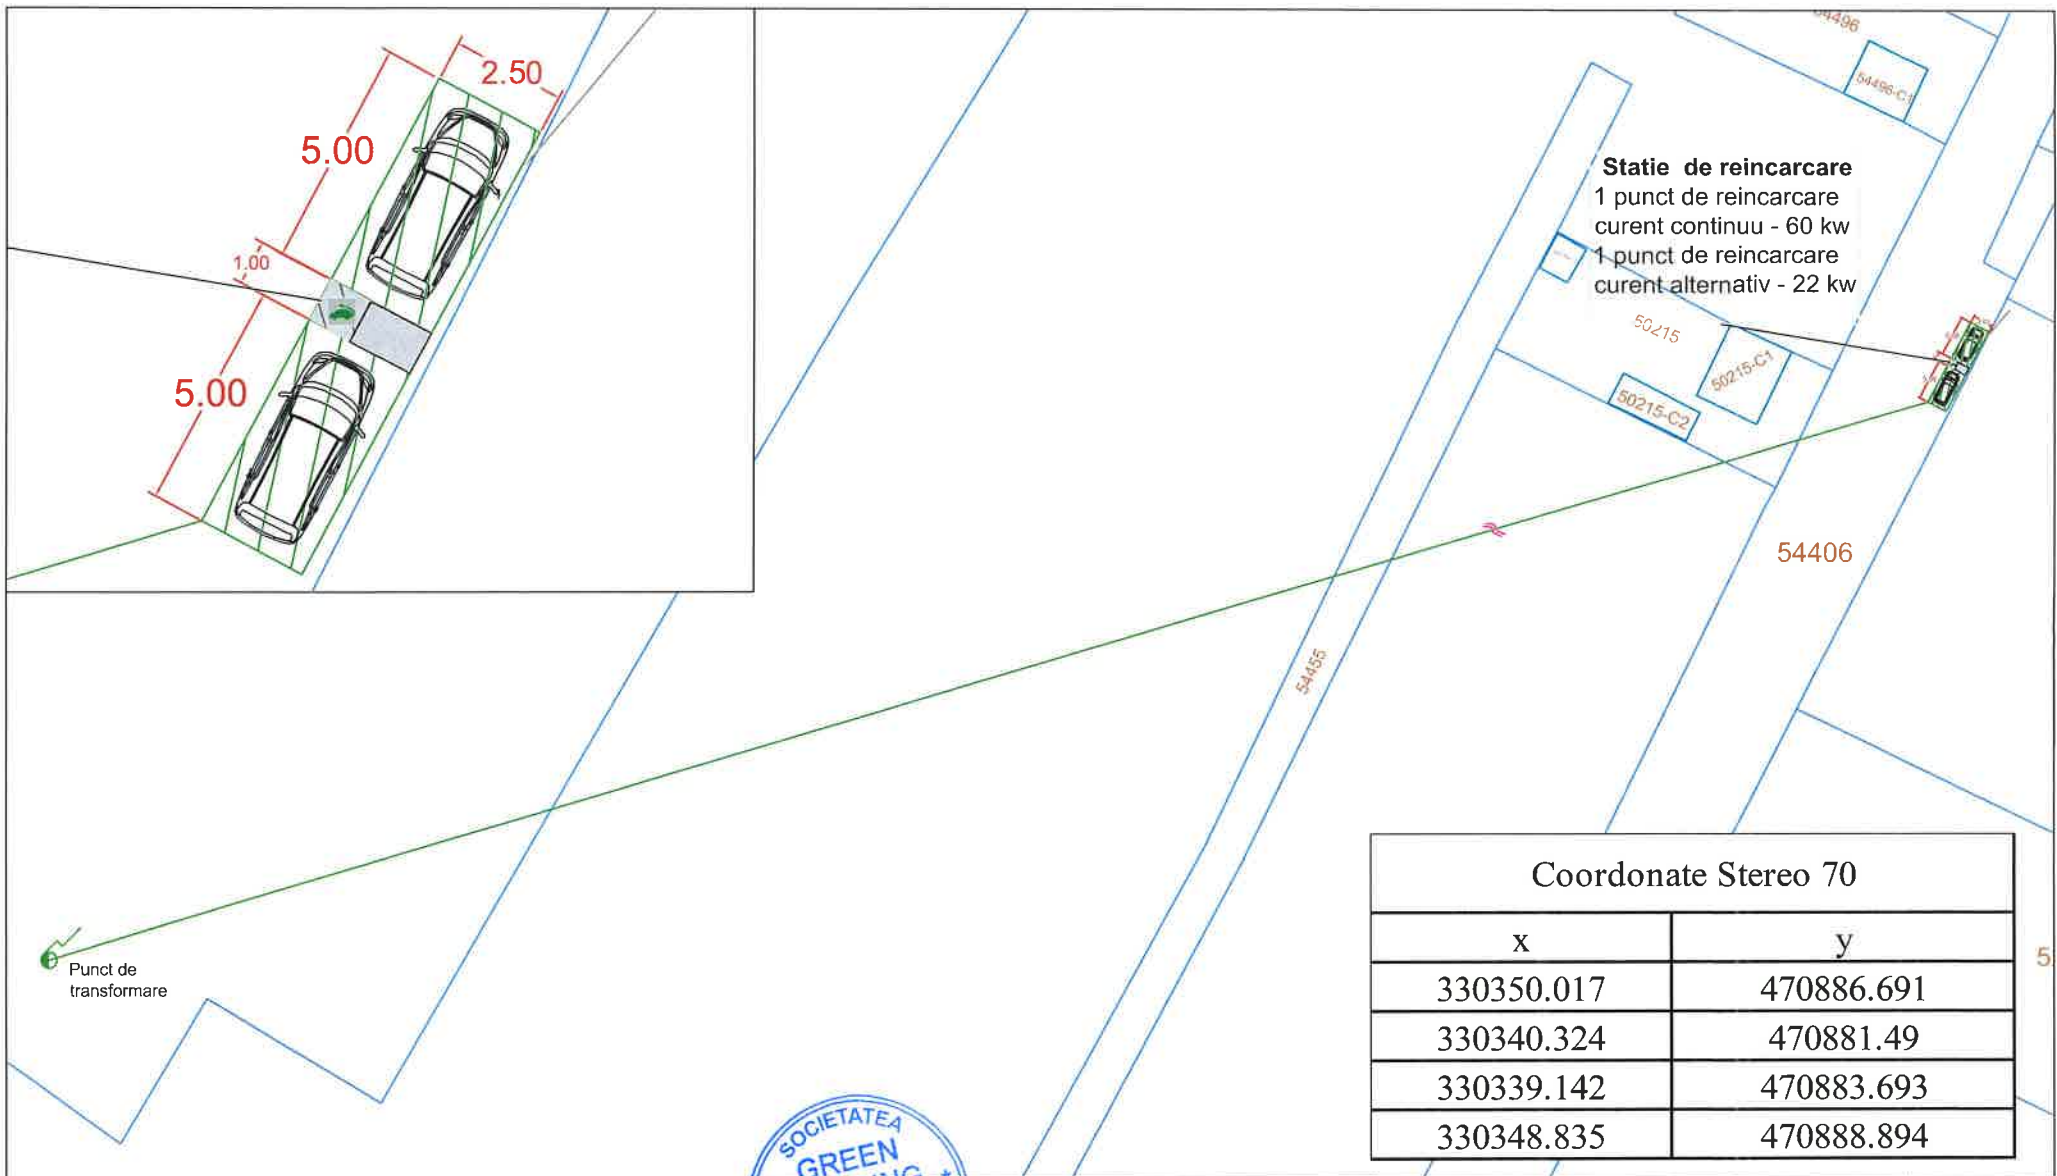 2.50
5.00
1.00
5.00
54496
54496-C1
Statie de reincarcare
1 punct de reincarcare
curent continuu - 60 kw
1 punct de reincarcare
curent alternativ - 22 kw
50215
50215-C1
50215-C2
54406
54455
Punct de
transformare
Coordonate Stereo 70
x y
330350.017 470886.691
330340.324 470881.49
330339.142 470883.693
330348.835 470888.894
5
SOCIETATEA
GREEN